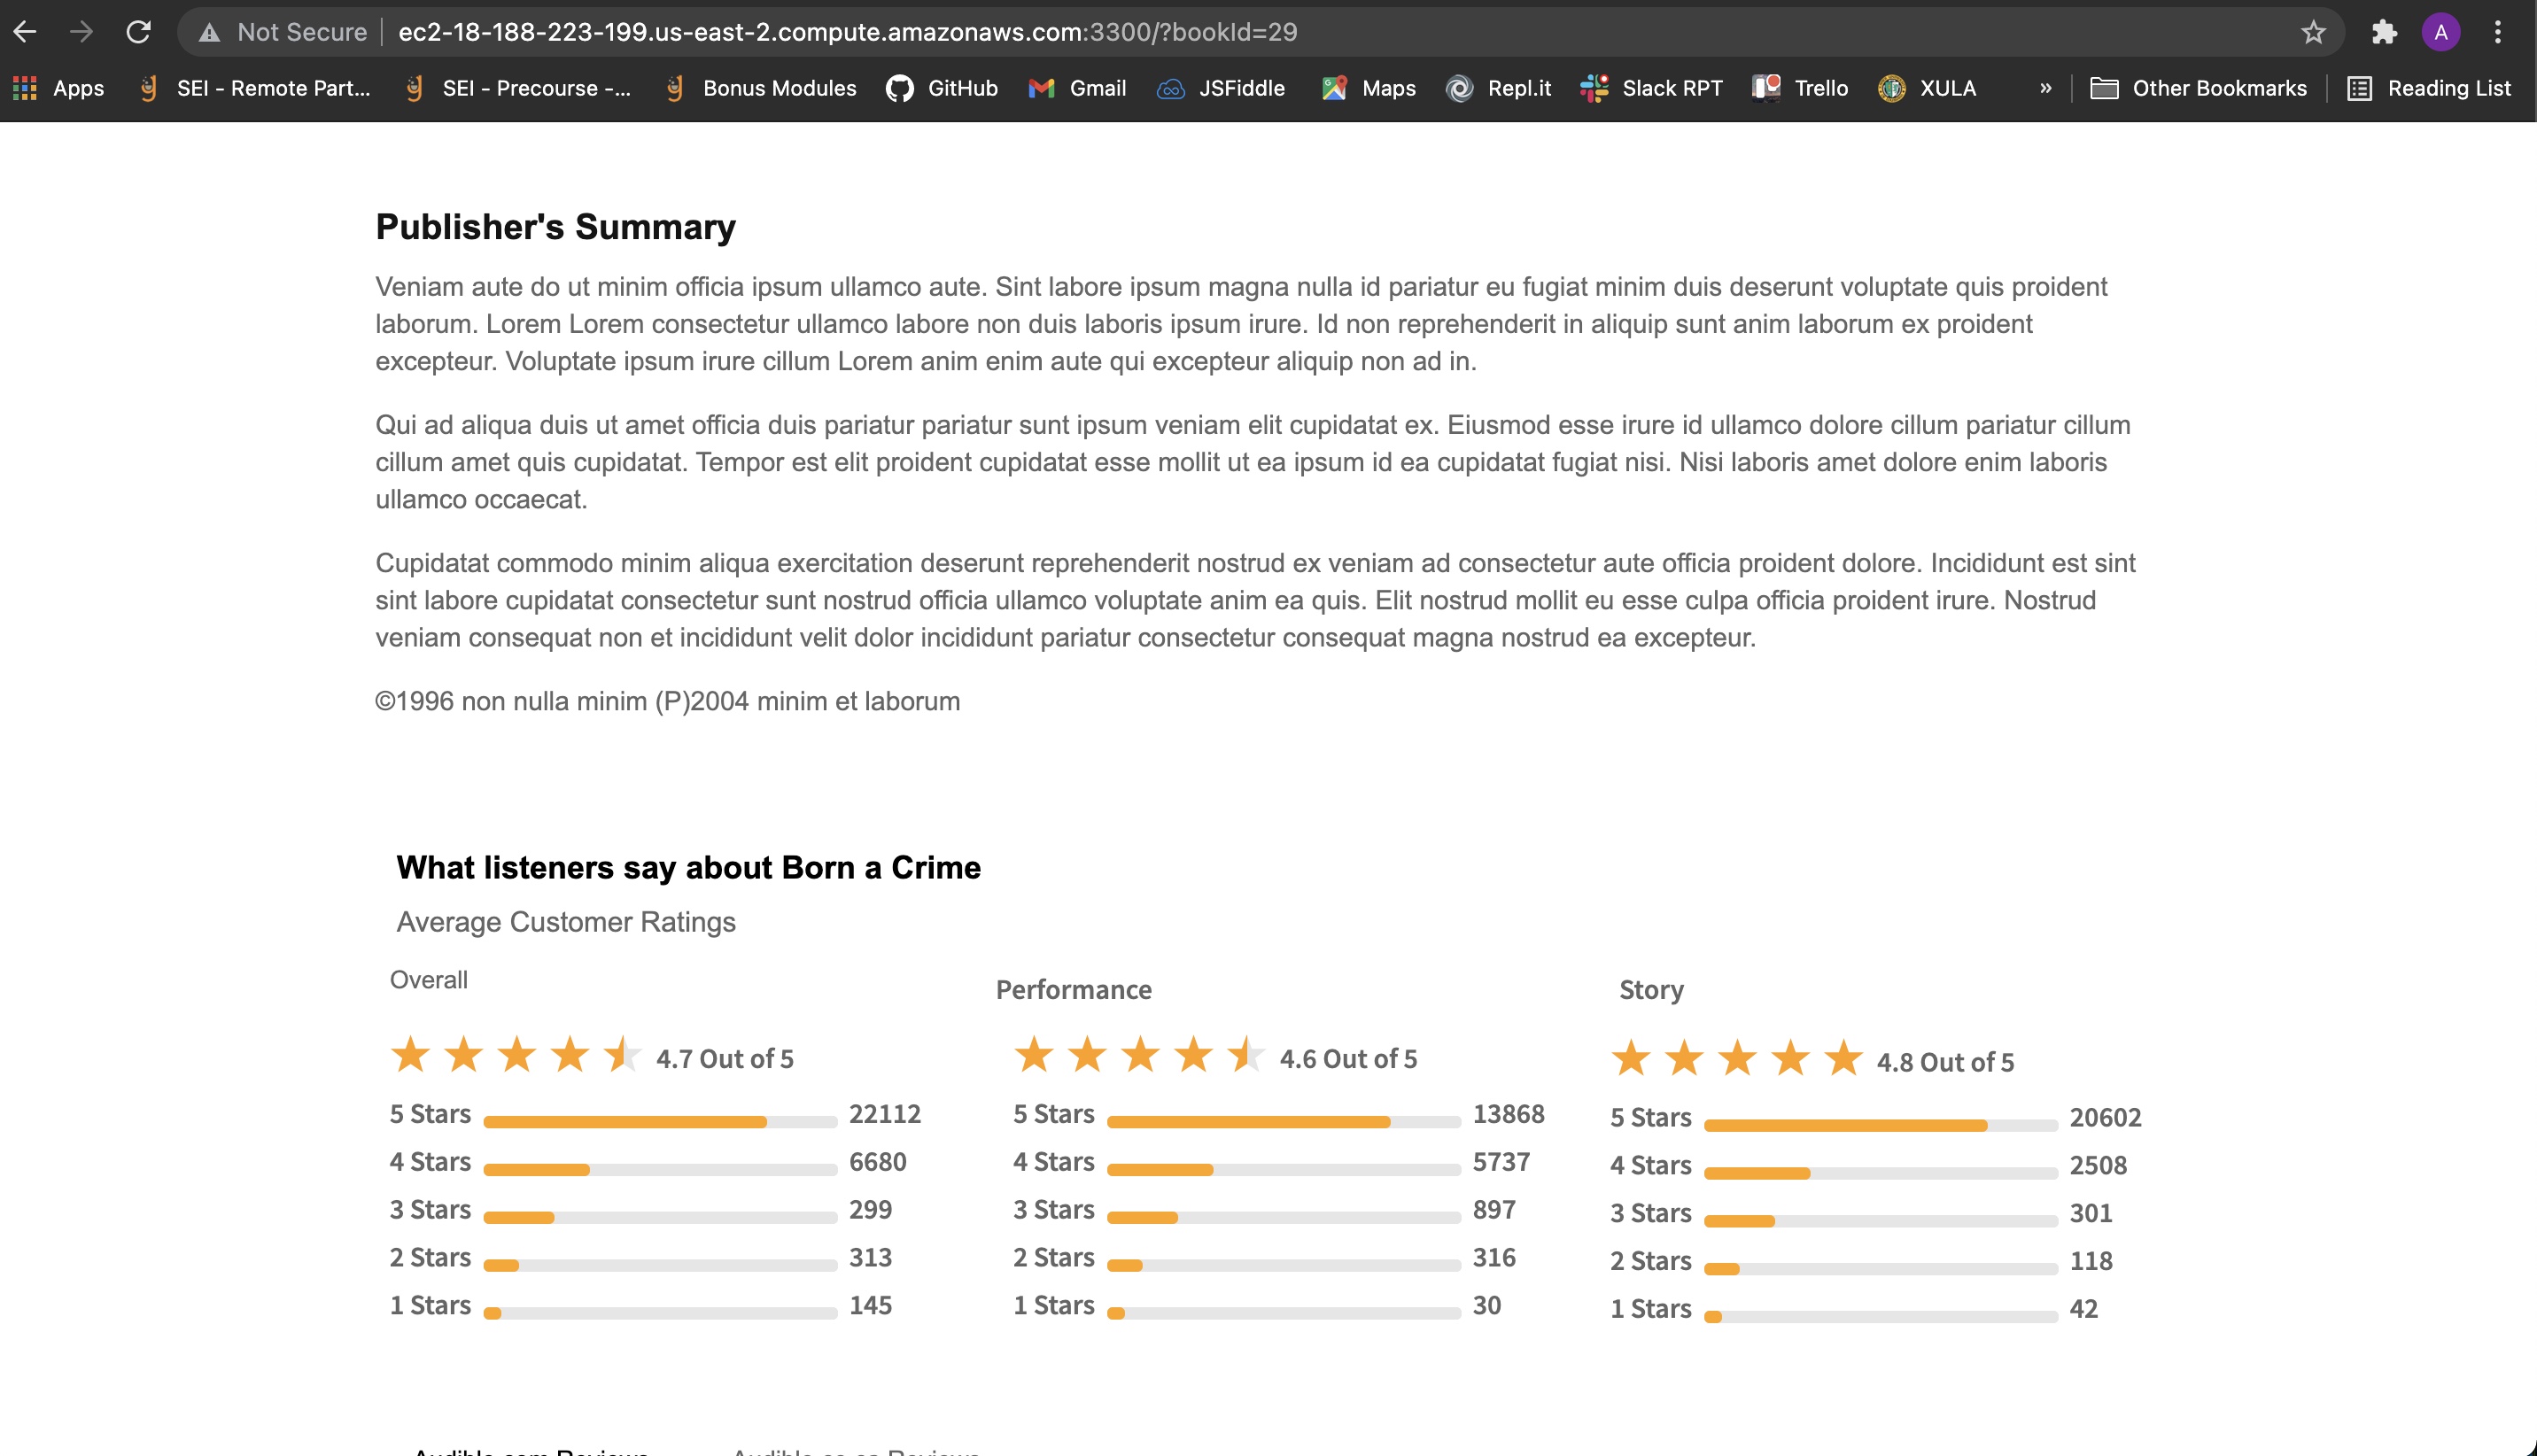 Not Secure ec2-18-188-223-199.us-east-2.compute.amazonaws.com:3300/?bookId=29 A
Apps SEI - Remote Part... SEI - Precourse -... Bonus Modules GitHub Gmail JSFiddle Maps Repl.it Slack RPT Trello XULA » Other Bookmarks Reading List
Publisher's Summary
Veniam aute do ut minim officia ipsum ullamco aute. Sint labore ipsum magna nulla id pariatur eu fugiat minim duis deserunt voluptate quis proident
laborum. Lorem Lorem consectetur ullamco labore non duis laboris ipsum irure. Id non reprehenderit in aliquip sunt anim laborum ex proident
excepteur. Voluptate ipsum irure cillum Lorem anim enim aute qui excepteur aliquip non ad in.
Qui ad aliqua duis ut amet officia duis pariatur pariatur sunt ipsum veniam elit cupidatat ex. Eiusmod esse irure id ullamco dolore cillum pariatur cillum
cillum amet quis cupidatat. Tempor est elit proident cupidatat esse mollit ut ea ipsum id ea cupidatat fugiat nisi. Nisi laboris amet dolore enim laboris
ullamco occaecat.
Cupidatat commodo minim aliqua exercitation deserunt reprehenderit nostrud ex veniam ad consectetur aute officia proident dolore. Incididunt est sint
sint labore cupidatat consectetur sunt nostrud officia ullamco voluptate anim ea quis. Elit nostrud mollit eu esse culpa officia proident irure. Nostrud
veniam consequat non et incididunt velit dolor incididunt pariatur consectetur consequat magna nostrud ea excepteur.
©1996 non nulla minim (P)2004 minim et laborum
What listeners say about Born a Crime
Average Customer Ratings
Overall
4.7 Out of 5
5 Stars 22112
4 Stars 6680
3 Stars 299
2 Stars 313
1 Stars 145
Performance
4.6 Out of 5
5 Stars 13868
4 Stars 5737
3 Stars 897
2 Stars 316
1 Stars 30
Story
4.8 Out of 5
5 Stars 20602
4 Stars 2508
3 Stars 301
2 Stars 118
1 Stars 42